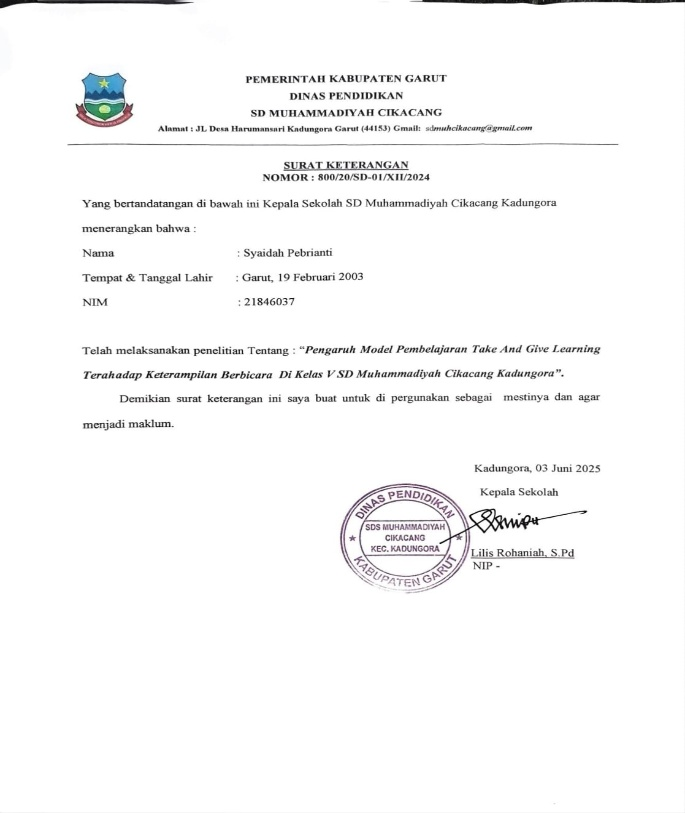 PEMERINTAH KABUPATEN GARUT
DINAS PENDIDIKAN
SD MUHAMMADIYAH CIKACANG
Alamat : JL Desa Harumansari Kadungora Garut (44153) Gmail: sdmuhcikacang@gmail.com
SURAT KETERANGAN
NOMOR : 800/20/SD-01/XII/2024
Yang bertandatangan di bawah ini Kepala Sekolah SD Muhammadiyah Cikacang Kadungora
menerangkan bahwa :
Nama : Syaidah Pebrianti
Tempat & Tanggal Lahir : Garut, 19 Februari 2003
NIM : 21846037
Telah melaksanakan penelitian Tentang : “Pengaruh Model Pembelajaran Take And Give Learning
Terahadap Keterampilan Berbicara Di Kelas V SD Muhammadiyah Cikacang Kadungora”.
Demikian surat keterangan ini saya buat untuk di pergunakan sebagai mestinya dan agar
menjadi maklum.
Kadungora, 03 Juni 2025
Kepala Sekolah
DINAS PENDIDIKAN
SDS MUHAMMADIYAH
CIKACANG
KEC. KADUNGORA
KABUPATEN GARUT
Lilis Rohaniah, S.Pd
NIP -